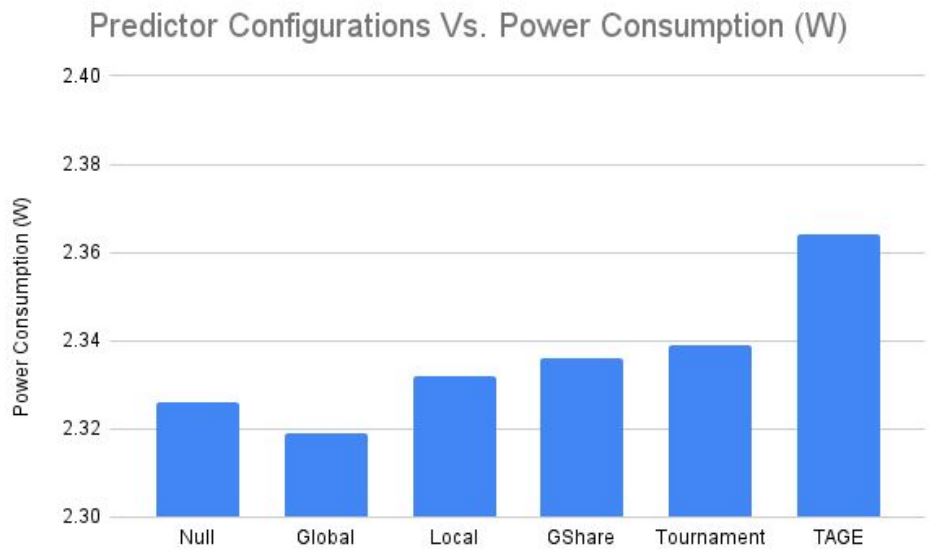 Predictor Configurations Vs. Power Consumption (W)
2.40
2.38
2.36
2.34
2.32
2.30
Power Consumption (W)
Null
Global
Local
GShare
Tournament
TAGE